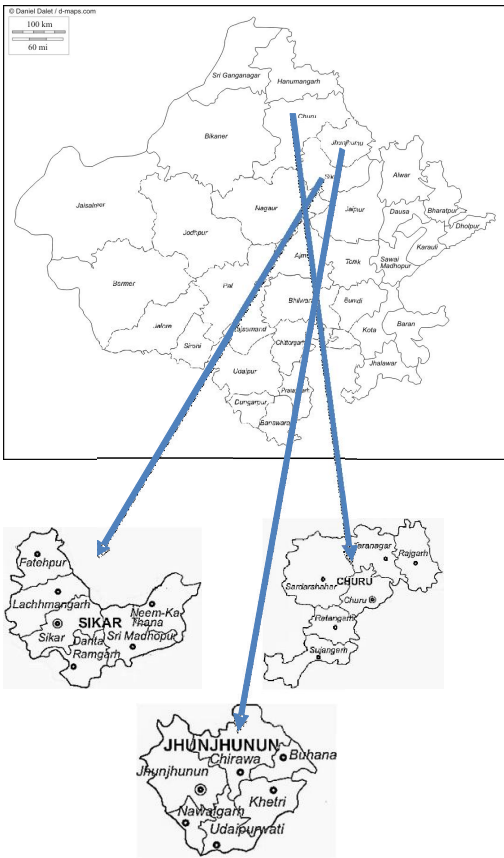 © Daniel Dalet / d-maps.com
100 km
60 mi
Sri Ganganagar
Hanumangarh
Churu
Bikaner
Jhunjhunu
Alwar
Jaisalmer
Nagaur
Jaipur
Dausa
Bharatpur
Dholpur
Jodhpur
Karauli
Sawai
Madhopur
Tonk
Barmer
Pali
Bhilwara
Bundi
Jalore
Kota
Baran
Sirohi
Chittorgarh
Jhalawar
Udaipur
Dungarpur
Banswara
Fatehpur
Lachhmangarh
SIKAR
Neem-Ka-
Thana
Sikar
Danta
Ramgarh
Sri Madhopur
Taranagar
Rajgarh
Sardarshahar
CHURU
Churu
Ratangarh
Sujangarh
JHUNJHUNUN
Chirawa
Buhana
Jhunjhunun
Khetri
Nawalgarh
Udaipurwati